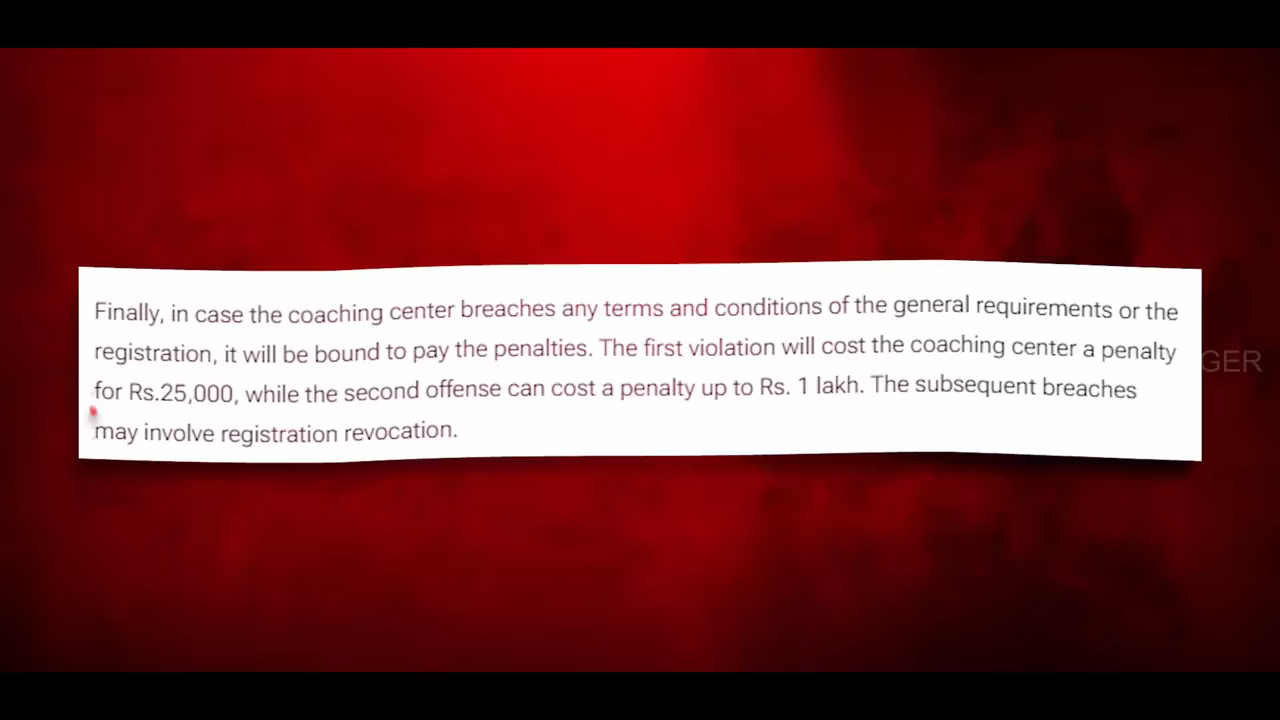 Finally, in case the coaching center breaches any terms and conditions of the general requirements or the
registration, it will be bound to pay the penalties. The first violation will cost the coaching center a penalty
for Rs.25,000, while the second offense can cost a penalty up to Rs. 1 lakh. The subsequent breaches
may involve registration revocation.
GER